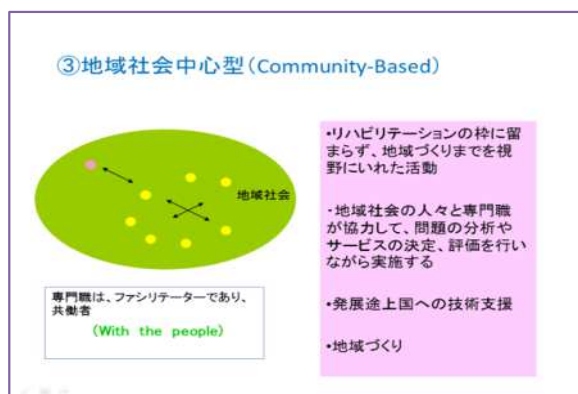 ③地域社会中心型(Community-Based)
地域社会
専門職は、ファシリテーターであり、
共働者
(With the people)
•リハビリテーションの枠に留
まらず、地域づくりまでを視
野にいれた活動
・地域社会の人々と専門職
が協力して、問題の分析や
サービスの決定、評価を行い
ながら実施する
•発展途上国への技術支援
•地域づくり